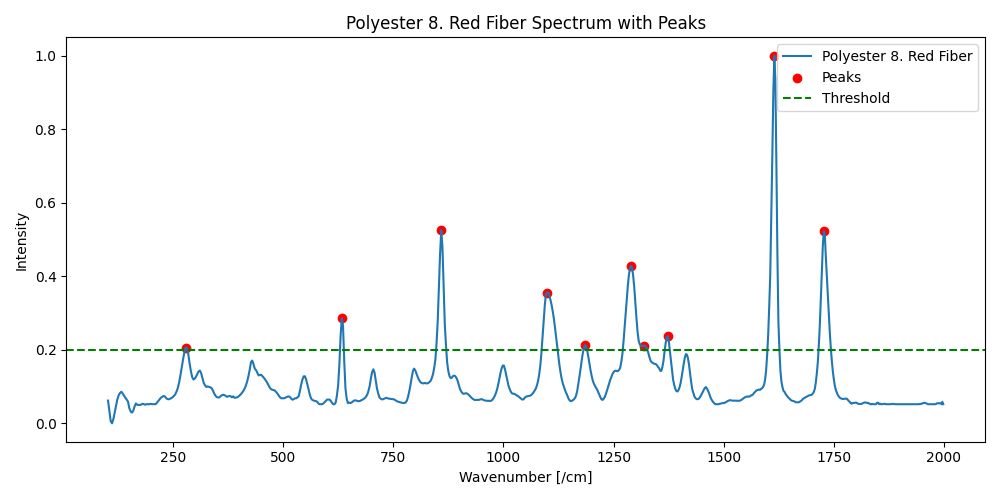 Polyester 8. Red Fiber Spectrum with Peaks
Polyester 8. Red Fiber
Peaks
Threshold
Intensity
1.0
0.8
0.6
0.4
0.2
0.0
250 500 750 1000 1250 1500 1750 2000
Wavenumber [/cm]